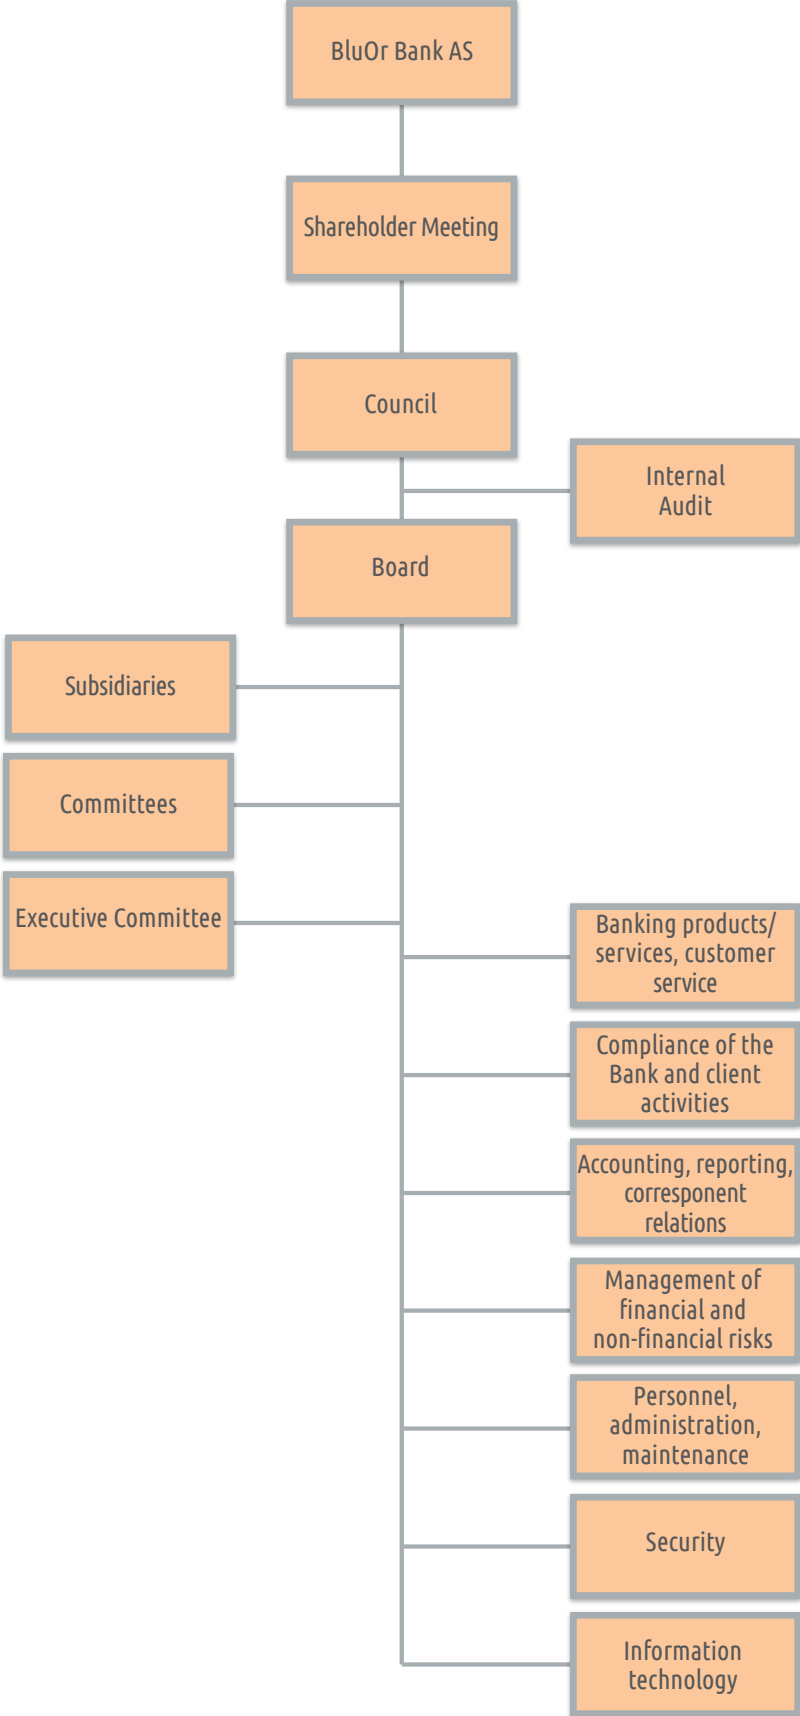 BluOr Bank AS
Shareholder Meeting
Council
Internal
Audit
Board
Subsidiaries
Committees
Executive Committee
Banking products/
services, customer
service
Compliance of the
Bank and client
activities
Accounting, reporting,
corresponent
relations
Management of
financial and
non-financial risks
Personnel,
administration,
maintenance
Security
Information
technology